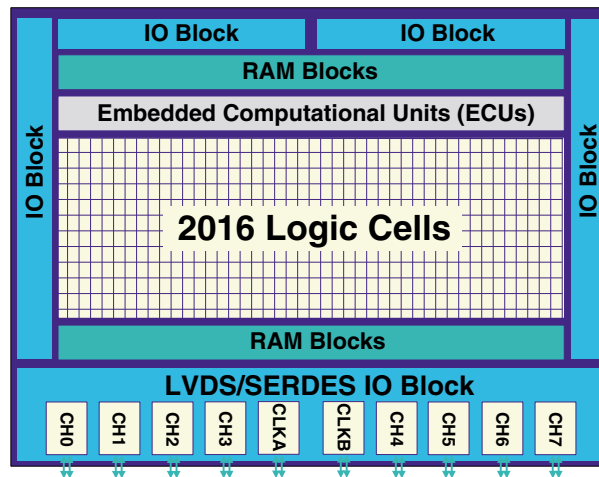 IO Block
IO Block
RAM Blocks
Embedded Computational Units (ECUs)
IO Block
2016 Logic Cells
IO Block
RAM Blocks
LVDS/SERDES IO Block
CH0
CH1
CH2
CH3
CLKA
CLKB
CH4
CH5
CH6
CH7